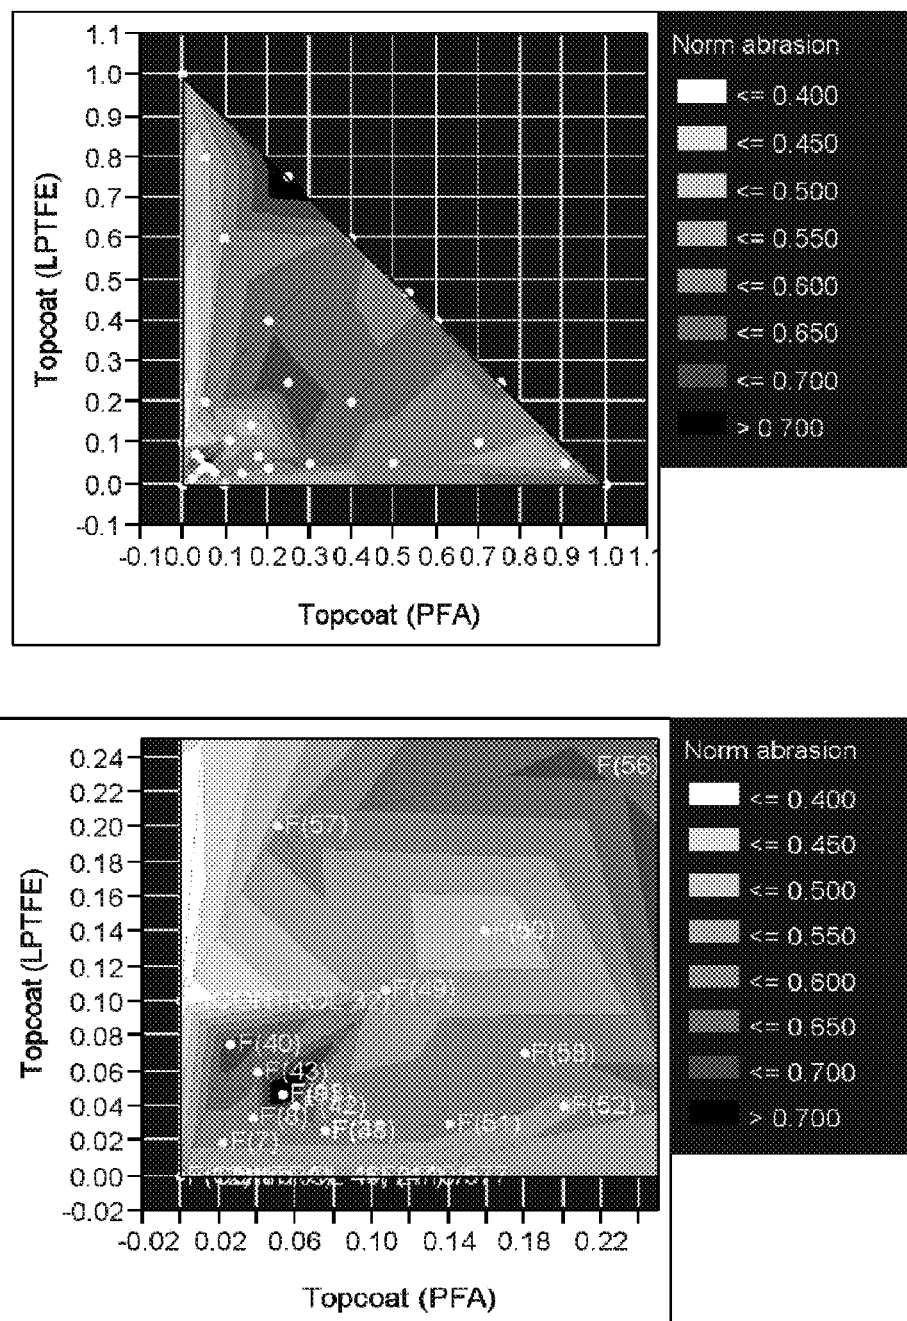 Norm abrasion
<= 0.400
<= 0.450
<= 0.500
<= 0.550
<= 0.600
<= 0.650
<= 0.700
> 0.700
Topcoat (LPTFE)
1.1
1.0
0.9
0.8
0.7
0.6
0.5
0.4
0.3
0.2
0.1
0.0
-0.1
-0.10.0 0.1 0.2 0.3 0.4 0.5 0.6 0.7 0.8 0.9 1.0 1.1
Topcoat (PFA)
Norm abrasion
<= 0.400
<= 0.450
<= 0.500
<= 0.550
<= 0.600
<= 0.650
<= 0.700
> 0.700
Topcoat (LPTFE)
0.24
0.22
0.20
0.18
0.16
0.14
0.12
0.10
0.08
0.06
0.04
0.02
0.00
-0.02
F(56)
F(57)
F(49)
F(40)
F(43)
F(58)
F(52)
F(7)
-0.02 0.02 0.06 0.10 0.14 0.18 0.22
Topcoat (PFA)